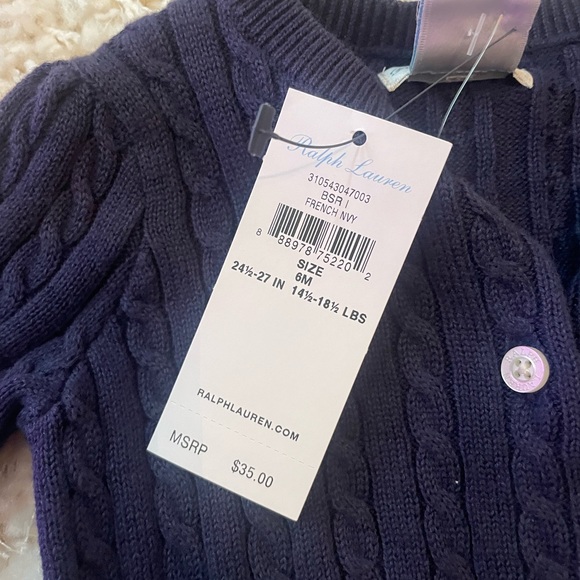 Ralph Lauren
310543047003
BSR I
FRENCH NVY
8 88978 75220 2
SIZE
6M
24½-27 IN 14½-18½ LBS
RALPHLAUREN.COM
MSRP $35.00